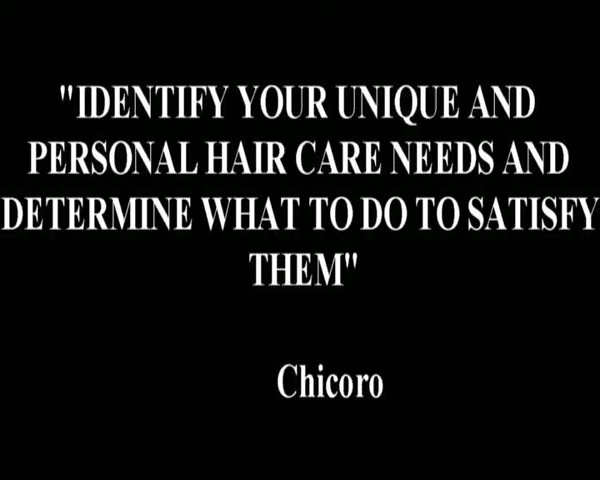 "IDENTIFY YOUR UNIQUE AND
PERSONAL HAIR CARE NEEDS AND
DETERMINE WHAT TO DO TO SATISFY
THEM"
Chicoro